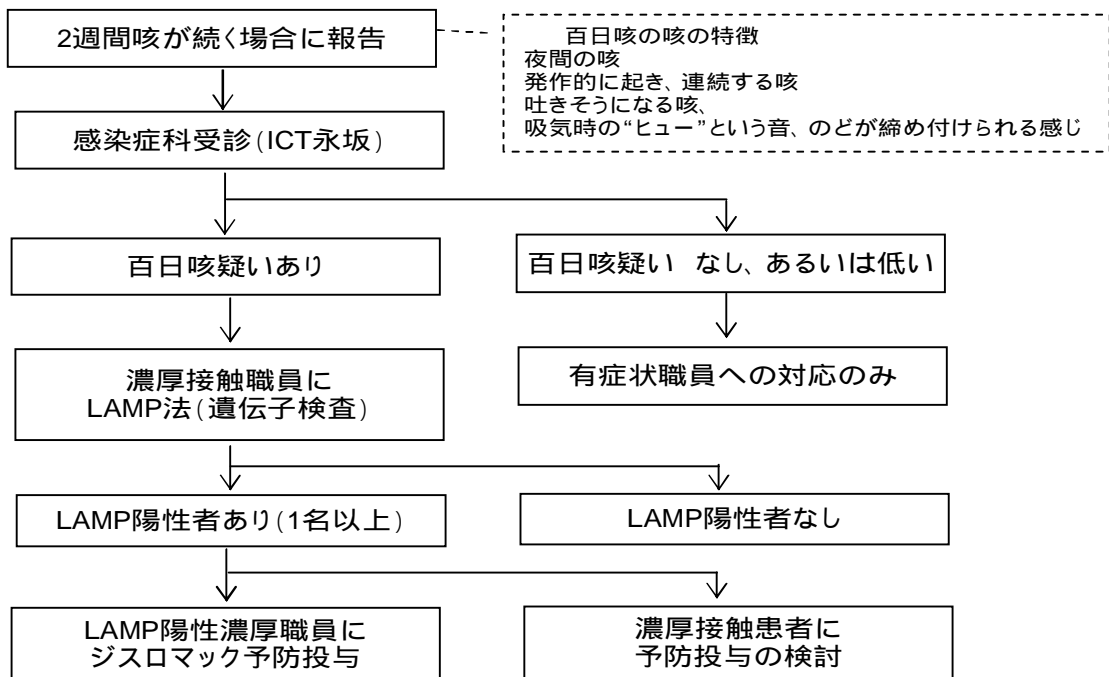 2週間咳が続く場合に報告
百日咳の咳の特徴
夜間の咳
発作的に起き、連続する咳
吐きそうになる咳、
吸気時の“ヒュー”という音、のどが締め付けられる感じ
感染症科受診(ICT永坂)
百日咳疑いあり
百日咳疑い なし、あるいは低い
濃厚接触職員に
LAMP法(遺伝子検査)
有症状職員への対応のみ
LAMP陽性者あり(1名以上)
LAMP陽性者なし
LAMP陽性濃厚職員に
ジスロマック予防投与
濃厚接触患者に
予防投与の検討